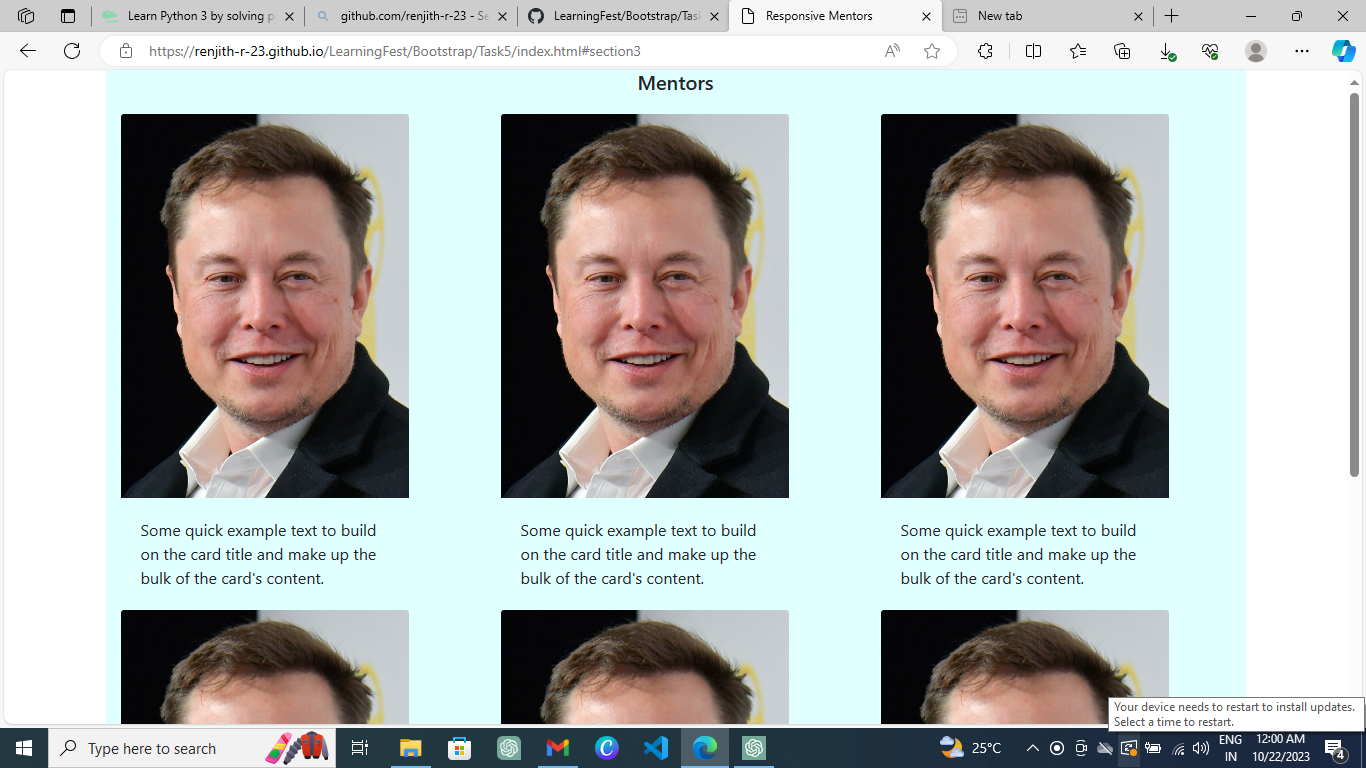 Learn Python 3 by solving p
github.com/renjith-r-23 - Se
LearningFest/Bootstrap/Task
Responsive Mentors
New tab
https://renjith-r-23.github.io/LearningFest/Bootstrap/Task5/index.html#section3
Mentors
Some quick example text to build
on the card title and make up the
bulk of the card's content.
Some quick example text to build
on the card title and make up the
bulk of the card's content.
Some quick example text to build
on the card title and make up the
bulk of the card's content.
Your device needs to restart to install updates.
Select a time to restart.
Type here to search
25°C
ENG
IN
12:00 AM
10/22/2023
4